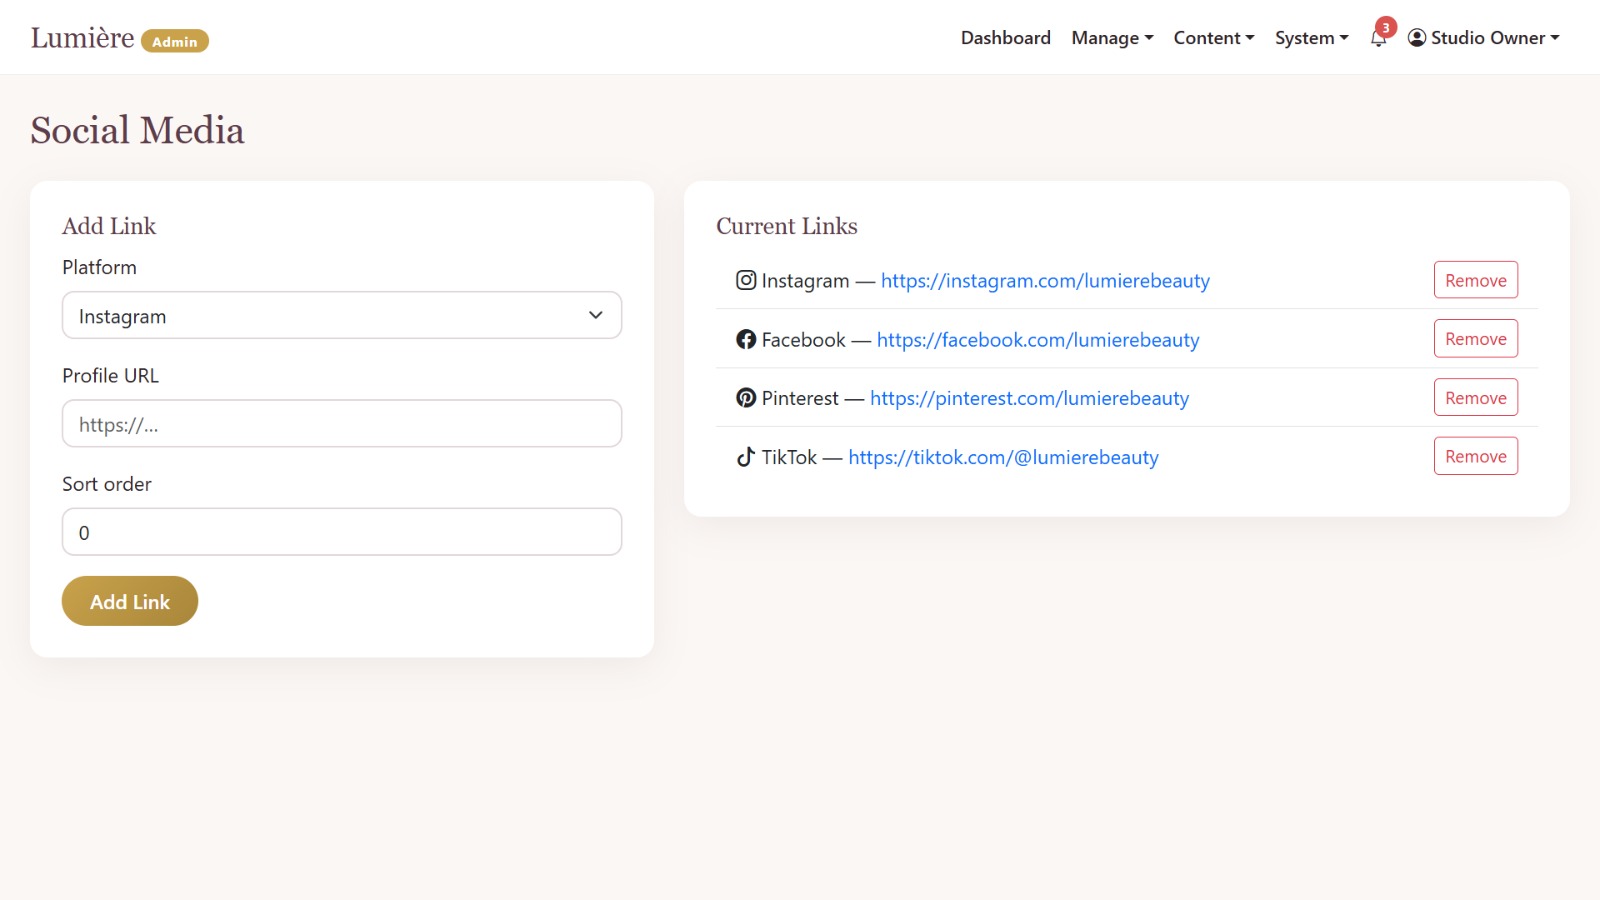 Lumière Admin
Dashboard Manage Content System 3 Studio Owner
Social Media
Add Link
Platform
Instagram
Profile URL
https://...
Sort order
0
Add Link
Current Links
Instagram — https://instagram.com/lumierebeauty Remove
Facebook — https://facebook.com/lumierebeauty Remove
Pinterest — https://pinterest.com/lumierebeauty Remove
TikTok — https://tiktok.com/@lumierebeauty Remove